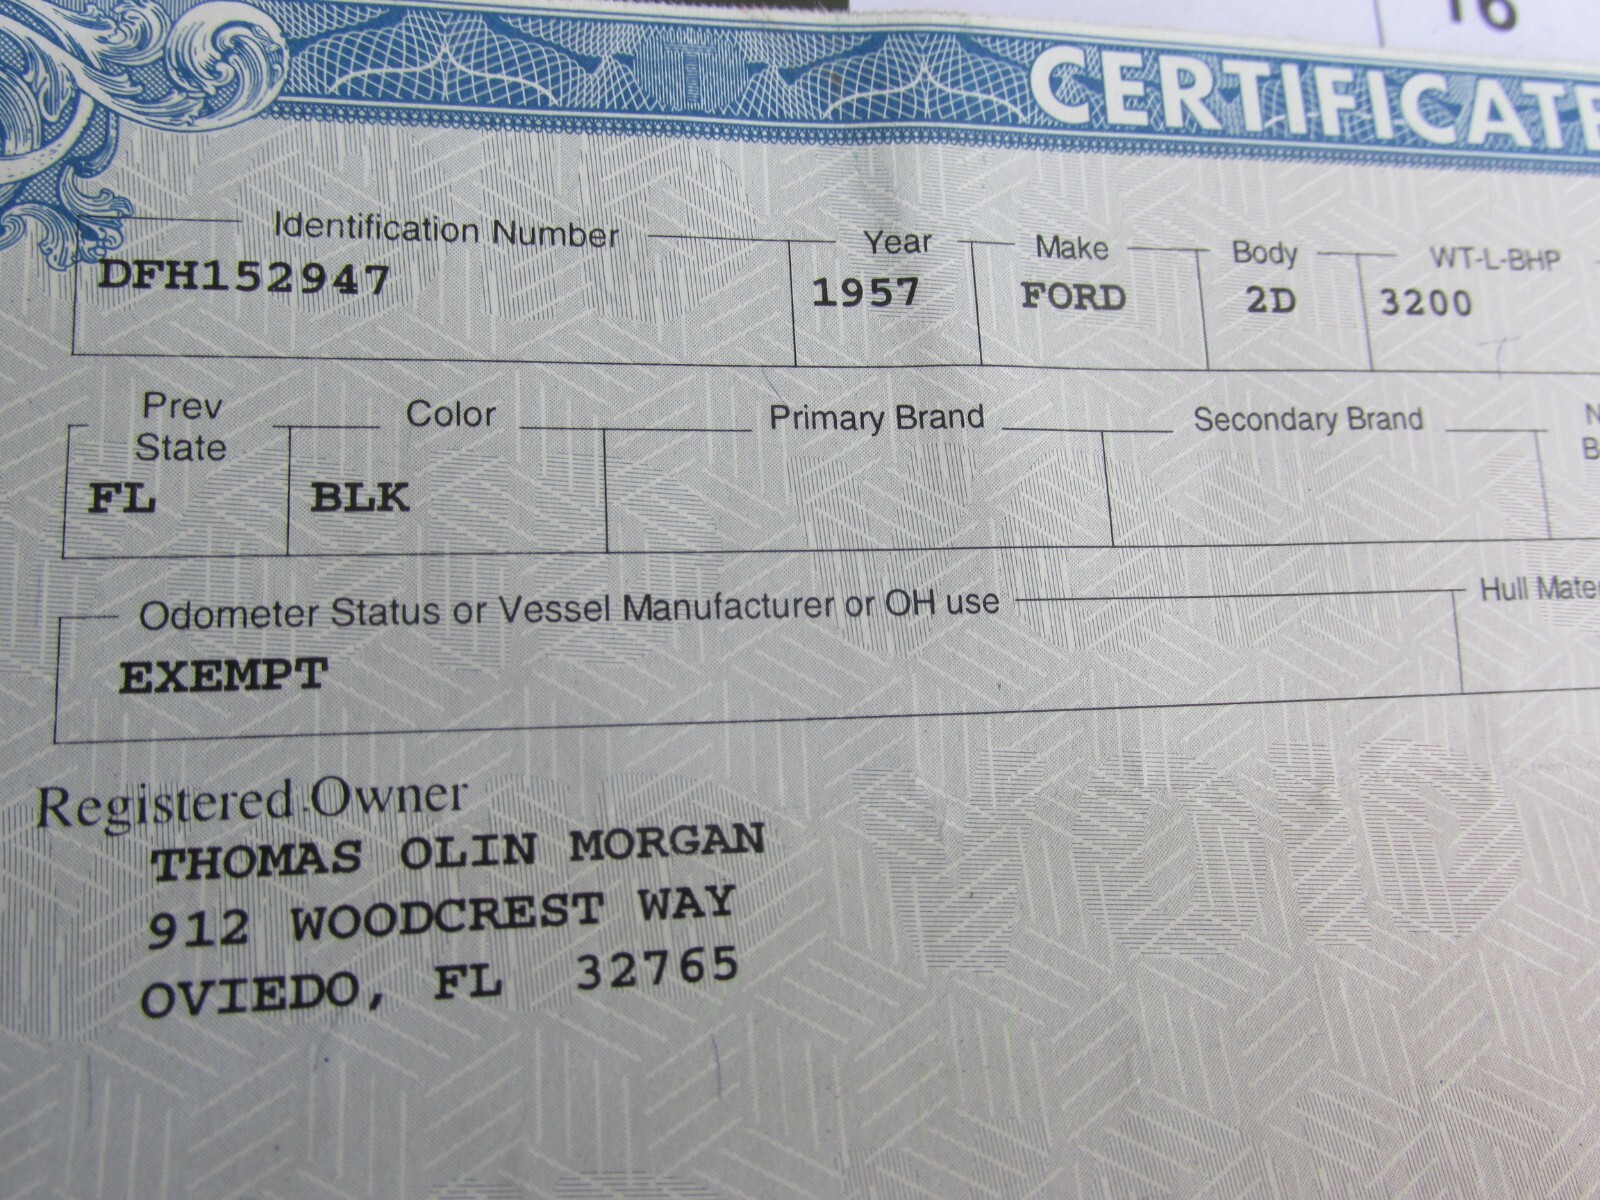 16
CERTIFICATE
Identification Number Year Make Body WT-L-BHP
DFH152947 1957 FORD 2D 3200
Prev State Color Primary Brand Secondary Brand
FL BLK
Odometer Status or Vessel Manufacturer or OH use Hull Mate
EXEMPT
Registered Owner
THOMAS OLIN MORGAN
912 WOODCREST WAY
OVIEDO, FL 32765